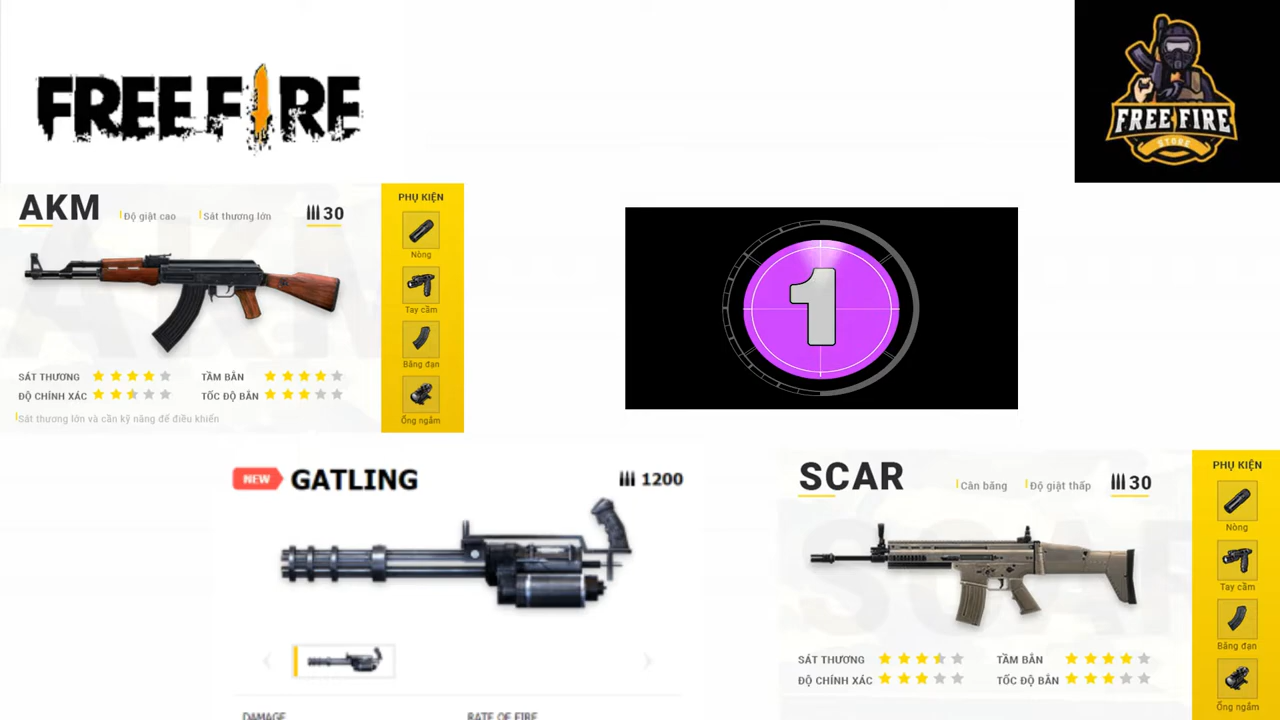 FREE FIRE
FREE FIRE
STORE
AKM
Độ giật cao
Sát thương lớn
30
PHỤ KIỆN
Nòng
Tay cầm
Băng đạn
Ống ngắm
SÁT THƯƠNG
TẦM BẮN
ĐỘ CHÍNH XÁC
TỐC ĐỘ BẮN
Sát thương lớn và cần kỹ năng để điều khiển
1
NEW GATLING
1200
DAMAGE
RATE OF FIRE
SCAR
Cân bằng
Độ giật thấp
30
PHỤ KIỆN
Nòng
Tay cầm
Băng đạn
Ống ngắm
SÁT THƯƠNG
TẦM BẮN
ĐỘ CHÍNH XÁC
TỐC ĐỘ BẮN